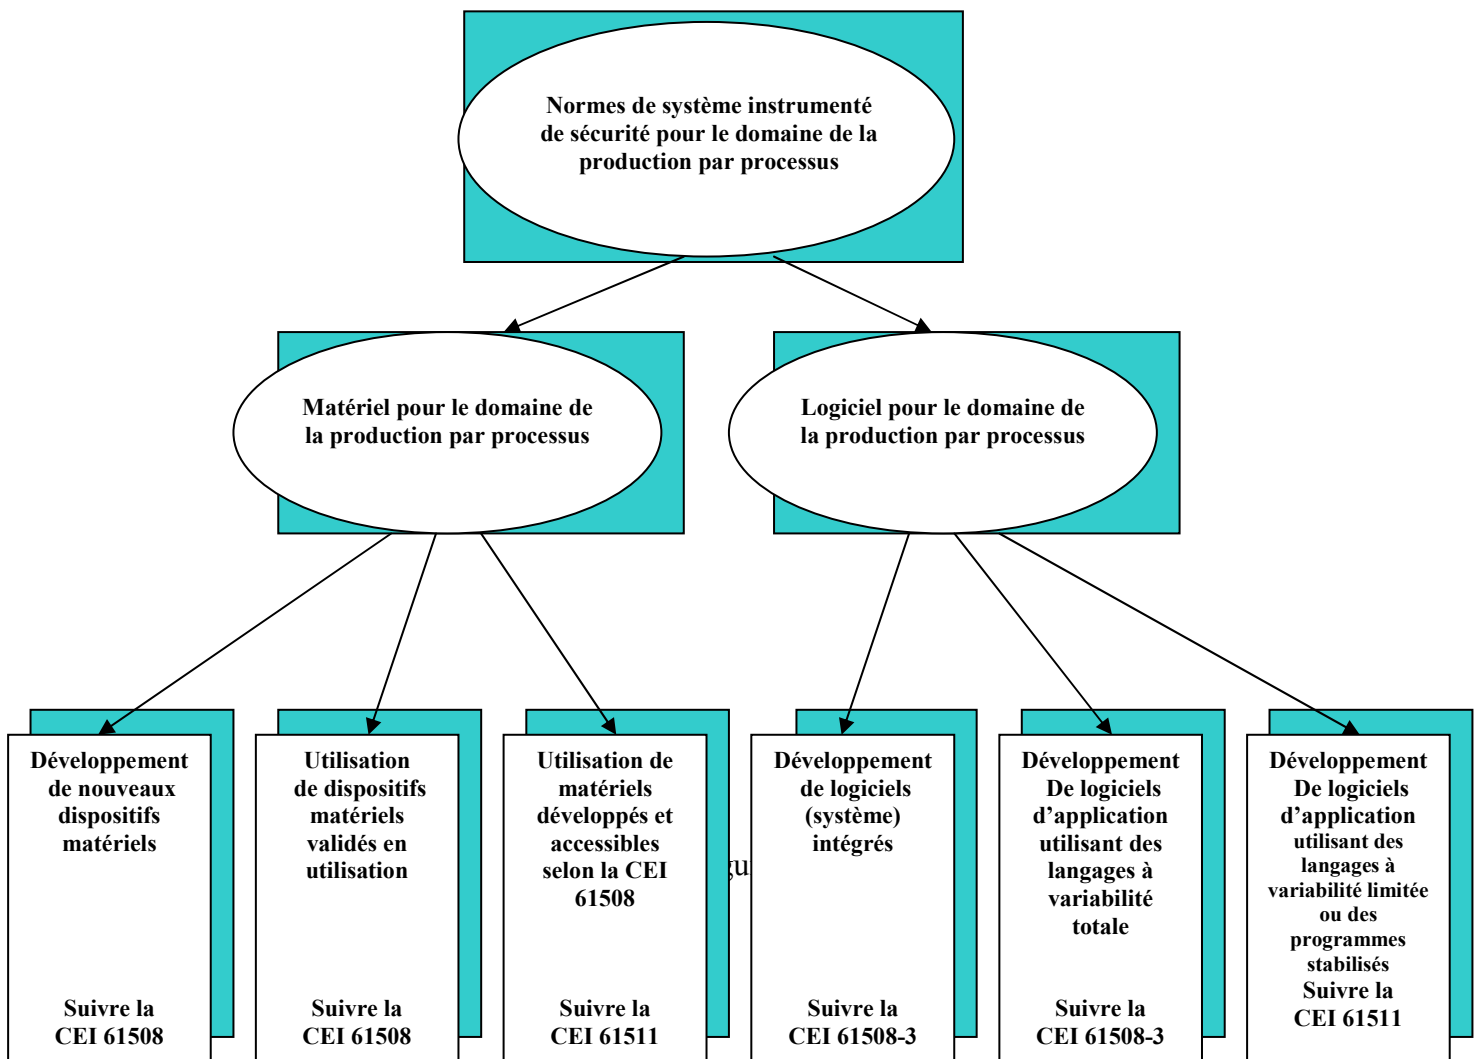 Normes de système instrumenté
de sécurité pour le domaine de la
production par processus
Matériel pour le domaine de
la production par processus
Logiciel pour le domaine de
la production par processus
Développement
de nouveaux
dispositifs
matériels
Suivre la
CEI 61508
Utilisation
de dispositifs
matériels
validés en
utilisation
Suivre la
CEI 61508
Utilisation de
matériels
développés et
accessibles
selon la CEI
61508
Suivre la
CEI 61511
Développement
de logiciels
(système)
intégrés
Suivre la
CEI 61508-3
Développement
De logiciels
d’application
utilisant des
langages à
variabilité
totale
Suivre la
CEI 61508-3
Développement
De logiciels
d’application
utilisant des
langages à
variabilité limitée
ou des
programmes
stabilisés
Suivre la
CEI 61511